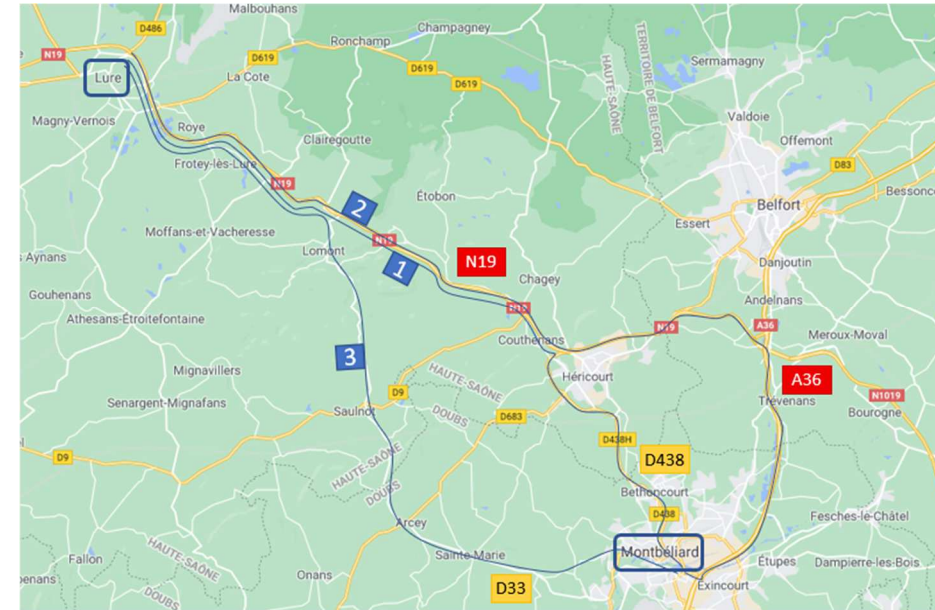 Malbouhans
D486
Champagney
Ronchamp
N19
D619
D619
Sermamagny
Lure
La Cote
D619
TERRITOIRE DE BELFORT
HAUTE-SAÔNE
Valdoie
Magny-Vernois
Roye
Clairegoutte
Offemont
Frotey-lès-Lure
D83
N19
Étobon
Bessonc
2
Belfort
Essert
Moffans-et-Vacheresse
N19
Lomont
Aynans
1
N19
Danjoutin
Chagey
Gouhenans
Andelnans
N19
Athesans-Étroitefontaine
N19
A36
Couthenans
Meroux-Moval
3
Mignavillers
Héricourt
A36
HAUTE-SAÔNE
DOUBS
D9
N1019
Senargent-Mignafans
Saulnot
Trévenans
Bourogne
D683
D9
D438H
HAUTE-SAÔNE
DOUBS
D438
Bethoncourt
D438
Arcey
Fesches-le-Châtel
HAUTE-SAÔNE
DOUBS
Sainte-Marie
Montbéliard
Fallon
Étupes
Dampierre-les-Bois
Onans
Exincourt
D33